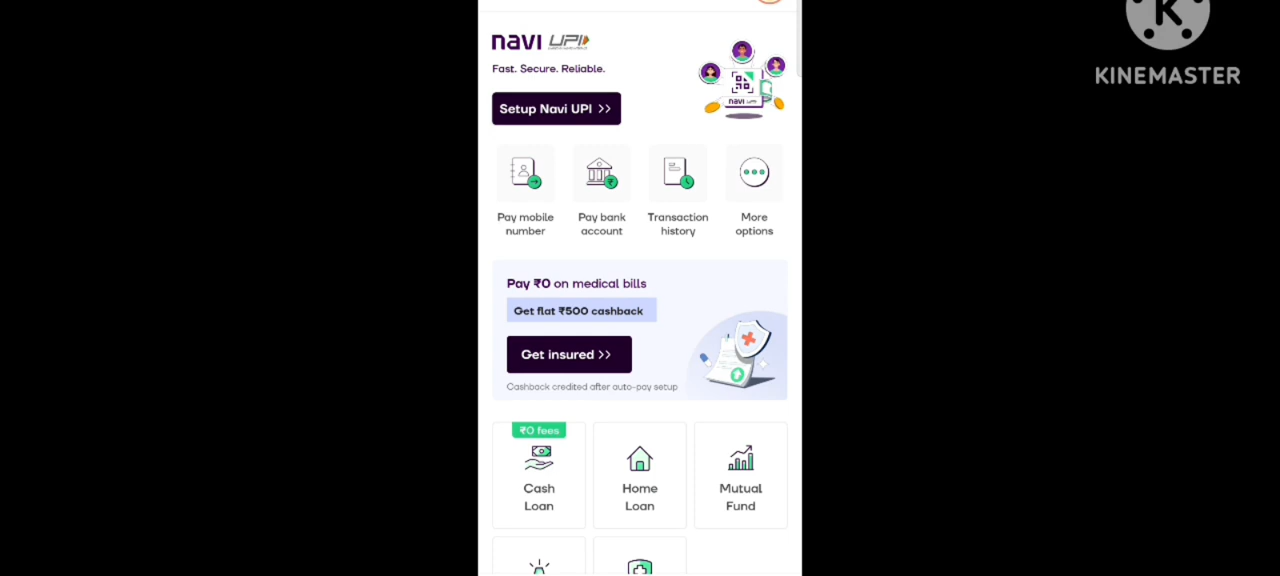 K
KINEMASTER
navi UPI
Fast. Secure. Reliable.
Setup Navi UPI >>
navi UPI
Pay mobile
number
Pay bank
account
Transaction
history
More
options
Pay ₹0 on medical bills
Get flat ₹500 cashback
Get insured >>
Cashback credited after auto-pay setup
₹0 fees
Cash
Loan
Home
Loan
Mutual
Fund